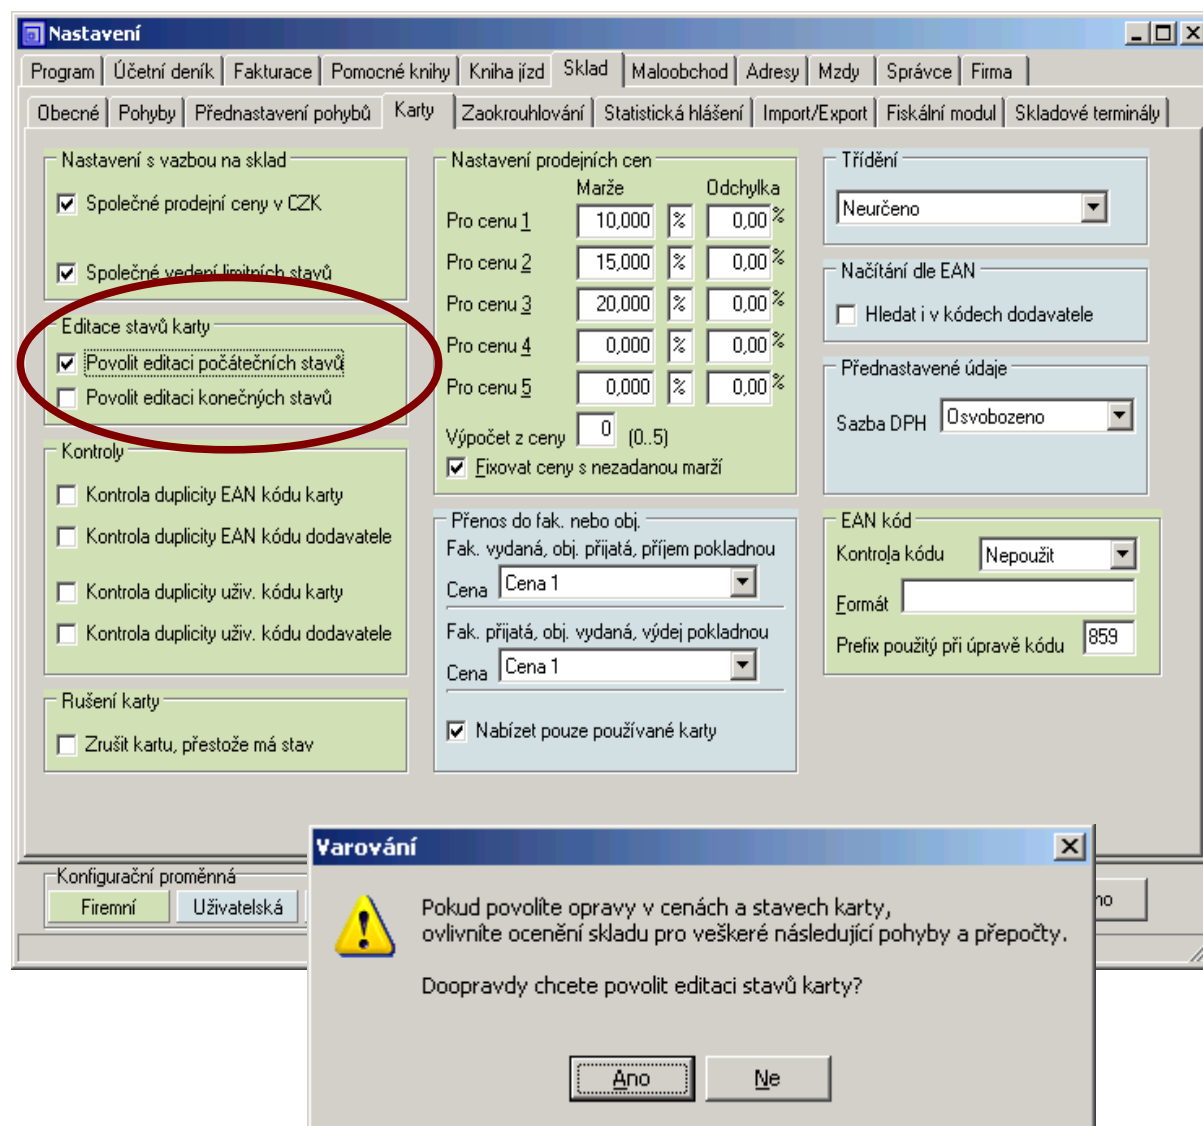 Nastavení
Program Účetní deník Fakturace Pomocné knihy Kniha jízd Sklad Maloobchod Adresy Mzdy Správce Firma
Obecné Pohyby Přednastavení pohybů Karty Zaokrouhlování Statistická hlášení Import/Export Fiskální modul Skladové terminály
Nastavení s vazbou na sklad
Společné prodejní ceny v CZK
Společné vedení limitních stavů
Editace stavů karty
Povolit editaci počátečních stavů
Povolit editaci konečných stavů
Kontroly
Kontrola duplicity EAN kódu karty
Kontrola duplicity EAN kódu dodavatele
Kontrola duplicity uživ. kódu karty
Kontrola duplicity uživ. kódu dodavatele
Rušení karty
Zrušit kartu, přestože má stav
Nastavení prodejních cen
Marže Odchylka
Pro cenu 1 10,000 % 0,00 %
Pro cenu 2 15,000 % 0,00 %
Pro cenu 3 20,000 % 0,00 %
Pro cenu 4 0,000 % 0,00 %
Pro cenu 5 0,000 % 0,00 %
Výpočet z ceny 0 (0..5)
Fixovat ceny s nezadanou marží
Přenos do fak. nebo obj.
Fak. vydaná, obj. přijatá, příjem pokladnou
Cena Cena 1
Fak. přijatá, obj. vydaná, výdej pokladnou
Cena Cena 1
Nabízet pouze používané karty
Třídění
Neurčeno
Načítání dle EAN
Hledat i v kódech dodavatele
Přednastavené údaje
Sazba DPH Osvobozeno
EAN kód
Kontrola kódu Nepoužit
Formát
Prefix použitý při úpravě kódu 859
Konfigurační proměnná
Firemní Uživatelská
Varování
Pokud povolíte opravy v cenách a stavech karty,
ovlivníte ocenění skladu pro veškeré následující pohyby a přepočty.
Doopravdy chcete povolit editaci stavů karty?
Ano Ne